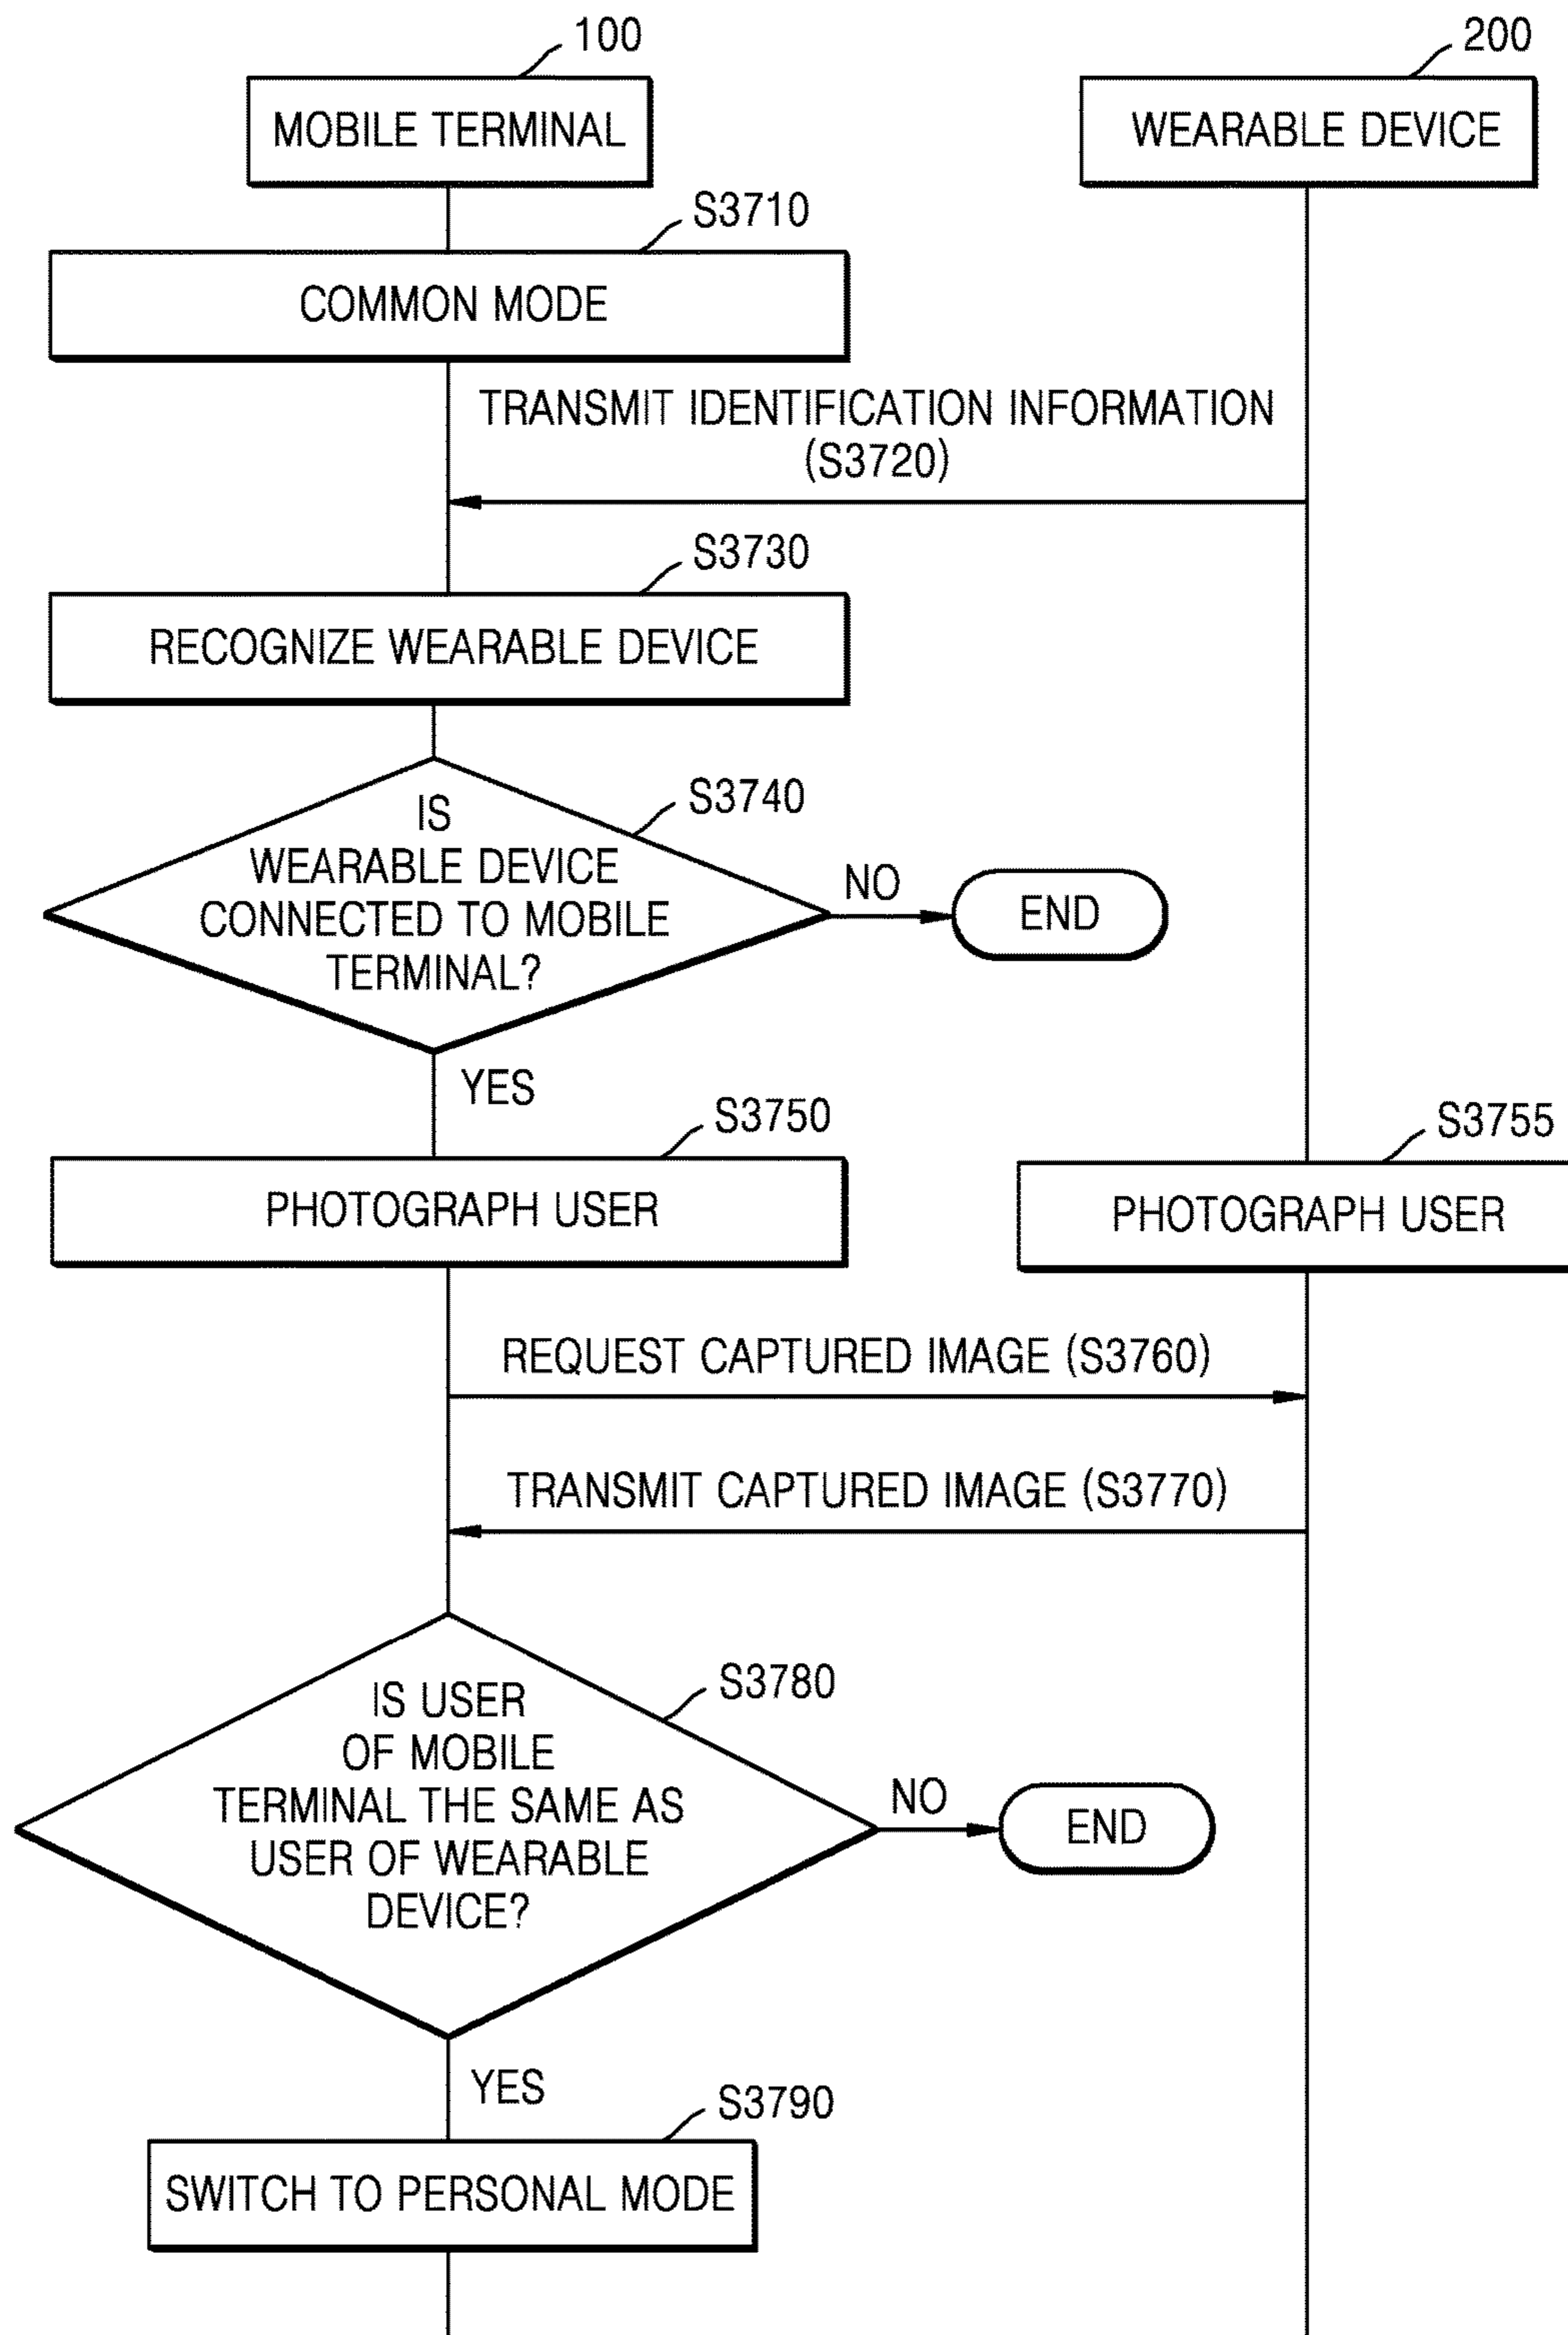 100
200
MOBILE TERMINAL
WEARABLE DEVICE
S3710
COMMON MODE
TRANSMIT IDENTIFICATION INFORMATION
(S3720)
S3730
RECOGNIZE WEARABLE DEVICE
S3740
IS
WEARABLE DEVICE
CONNECTED TO MOBILE
TERMINAL?
NO
END
YES
S3750
S3755
PHOTOGRAPH USER
PHOTOGRAPH USER
REQUEST CAPTURED IMAGE (S3760)
TRANSMIT CAPTURED IMAGE (S3770)
S3780
IS USER
OF MOBILE
TERMINAL THE SAME AS
USER OF WEARABLE
DEVICE?
NO
END
YES
S3790
SWITCH TO PERSONAL MODE